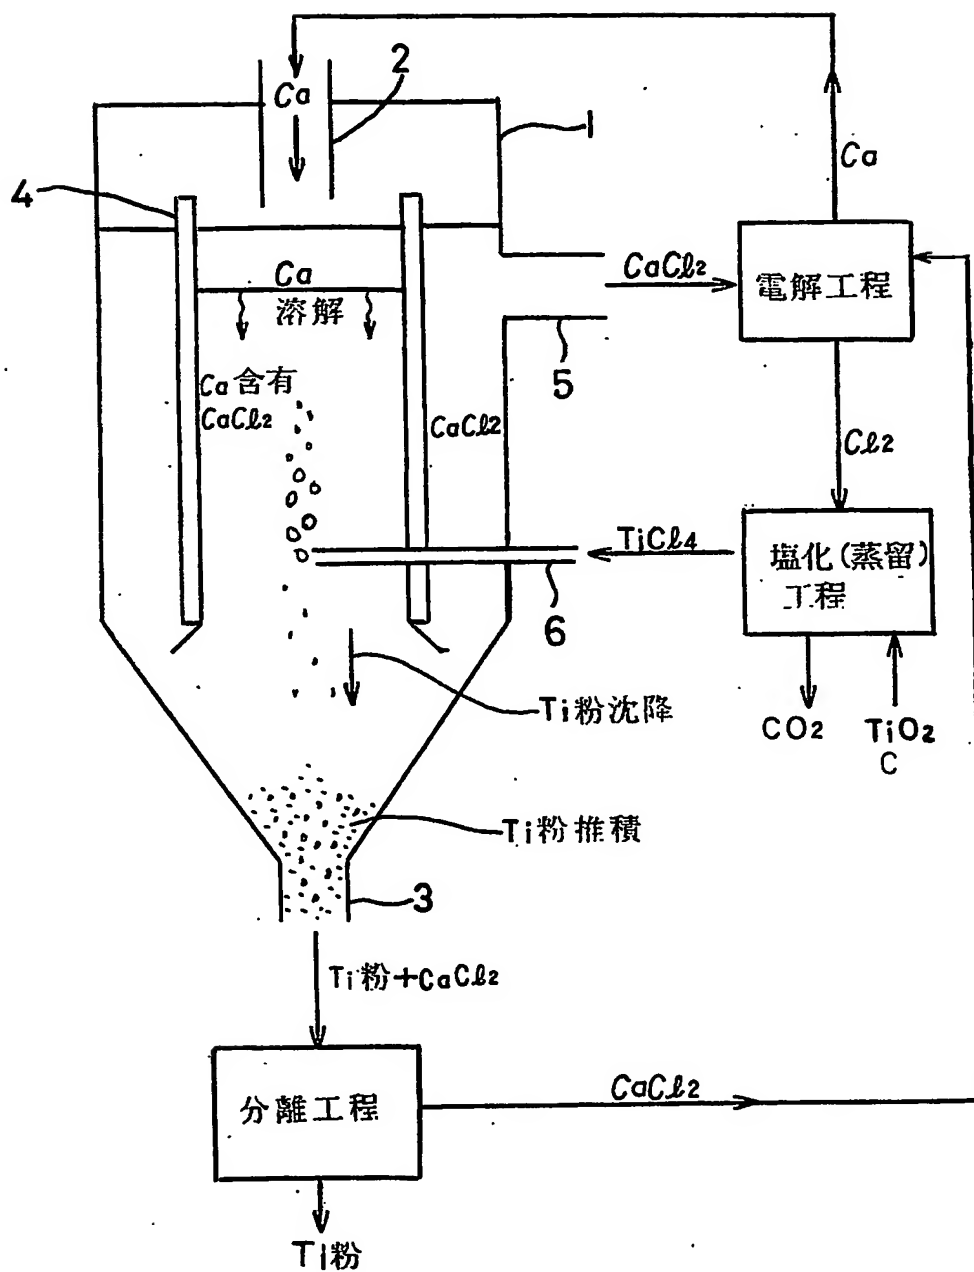 2
Ca
1
Ca
4
CaCl2
電解工程
Ca
溶解
5
Ca含有
CaCl2
CaCl2
Cl2
TiCl4
塩化(蒸留)
工程
6
Ti粉沈降
CO2
TiO2
C
Ti粉推積
3
Ti粉+CaCl2
分離工程
CaCl2
Ti粉